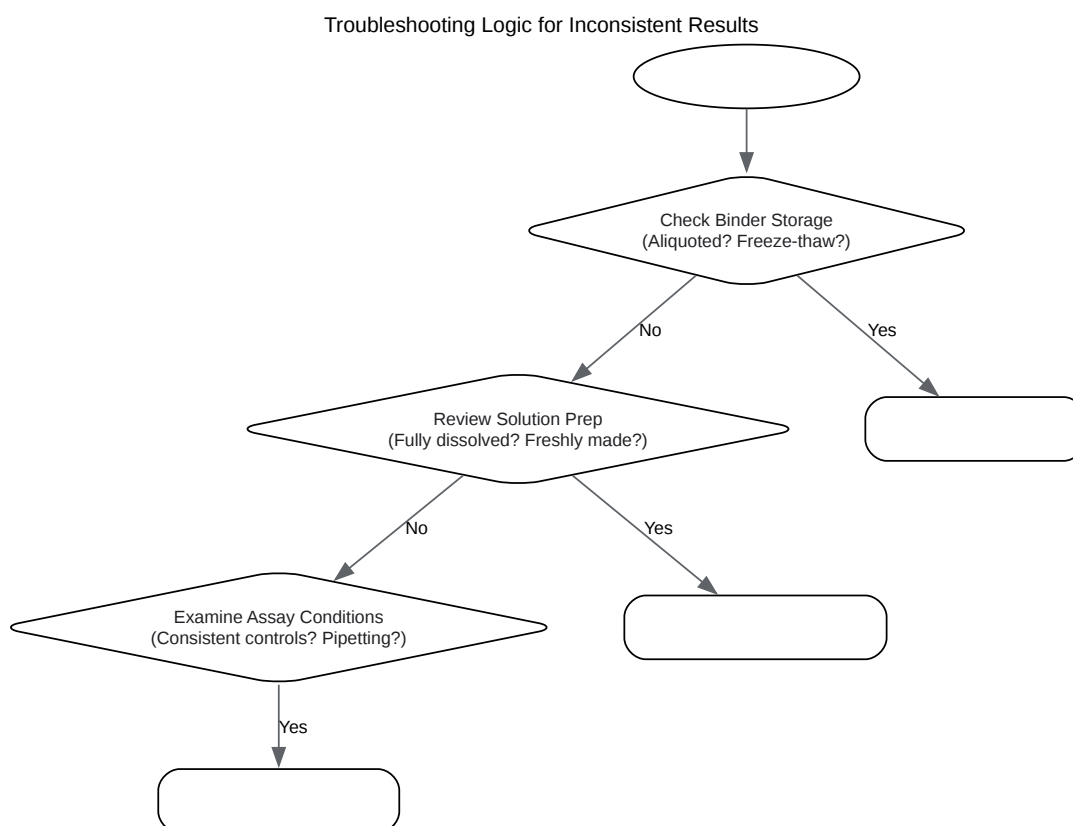 Troubleshooting Logic for Inconsistent Results
Check Binder Storage
(Aliquoted? Freeze-thaw?)
No
Yes
Review Solution Prep
(Fully dissolved? Freshly made?)
No
Yes
Examine Assay Conditions
(Consistent controls? Pipetting?)
Yes